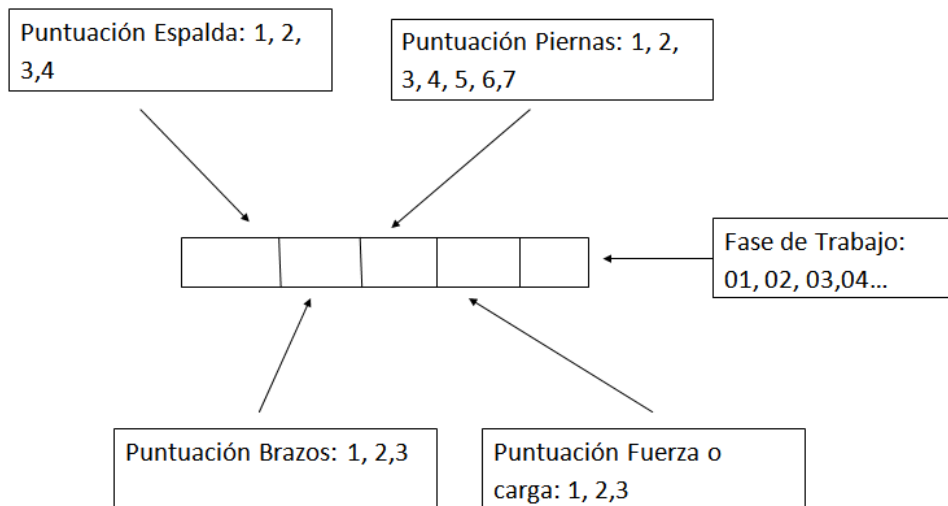 Puntuación Espalda: 1, 2,
3,4
Puntuación Piernas: 1, 2,
3, 4, 5, 6,7
Fase de Trabajo:
01, 02, 03,04...
Puntuación Brazos: 1, 2,3
Puntuación Fuerza o
carga: 1, 2,3